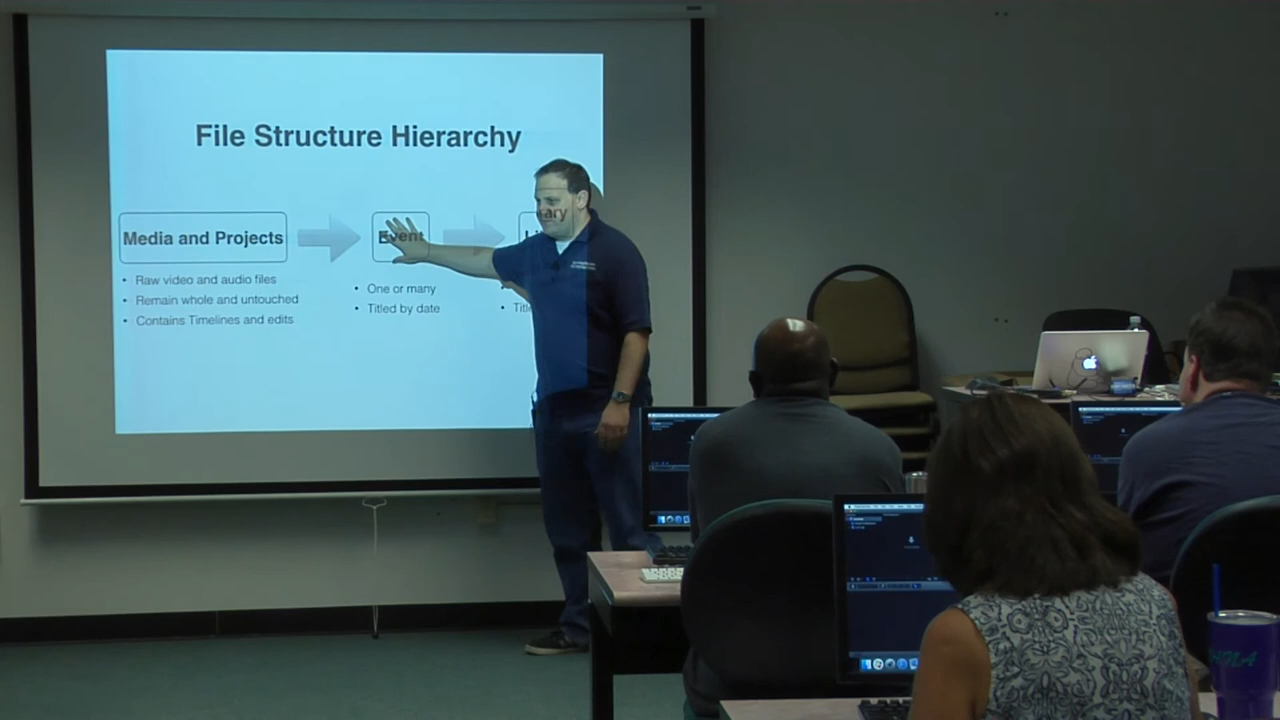 File Structure Hierarchy
Media and Projects
Event
• Raw video and audio files
• Remain whole and untouched
• Contains Timelines and edits
• One or many
• Titled by date